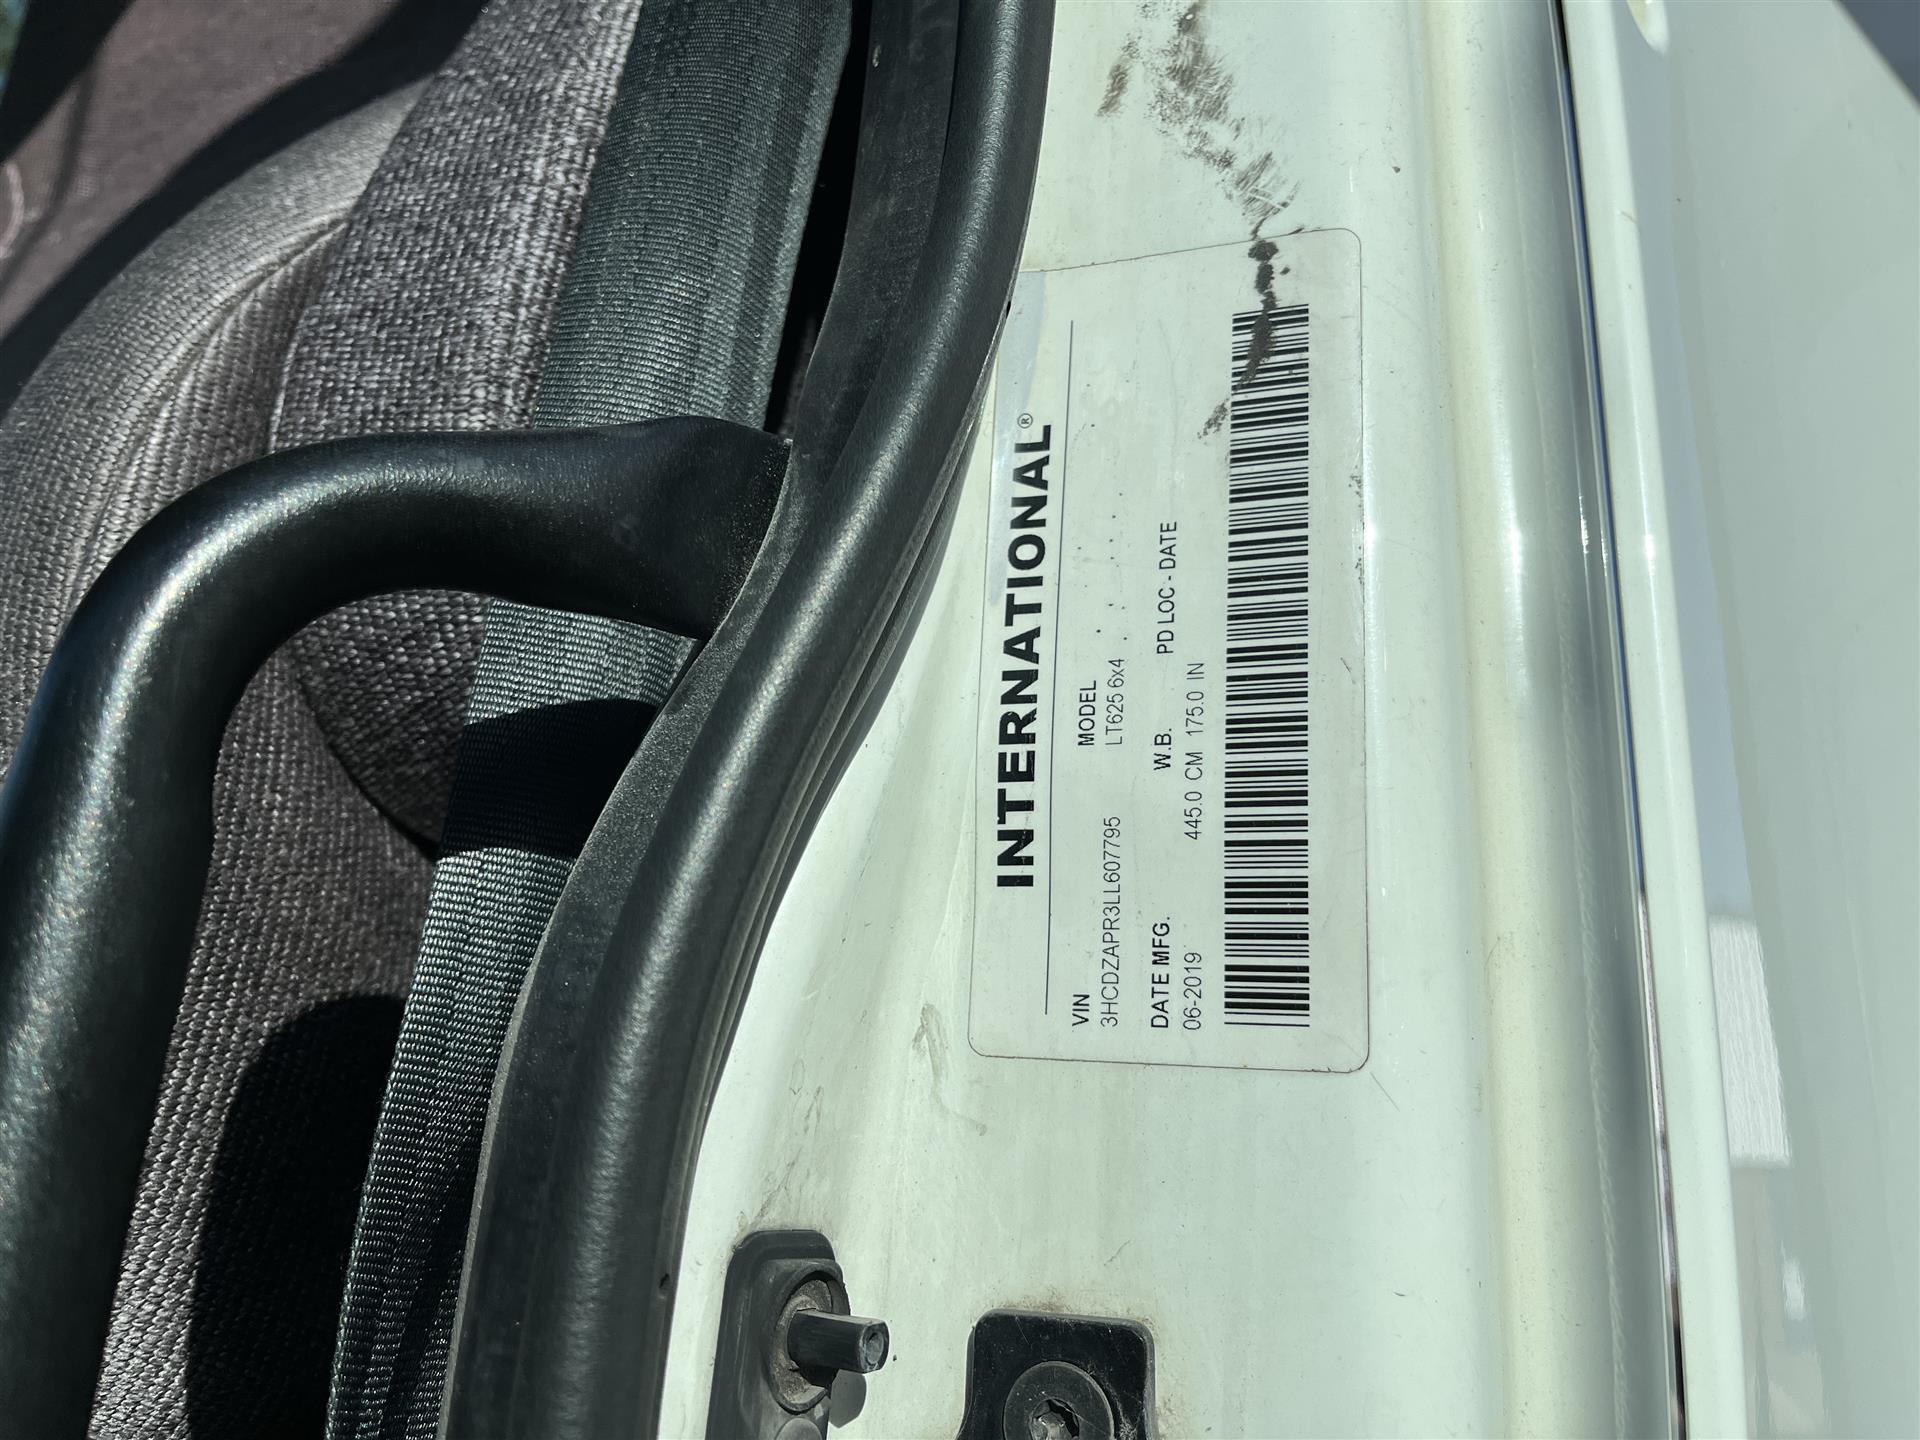 INTERNATIONAL®
VIN MODEL
3HCDZAPR3LL607795 LT625 6x4
DATE MFG. W.B. PD LOC - DATE
06-2019 445.0 CM 175.0 IN